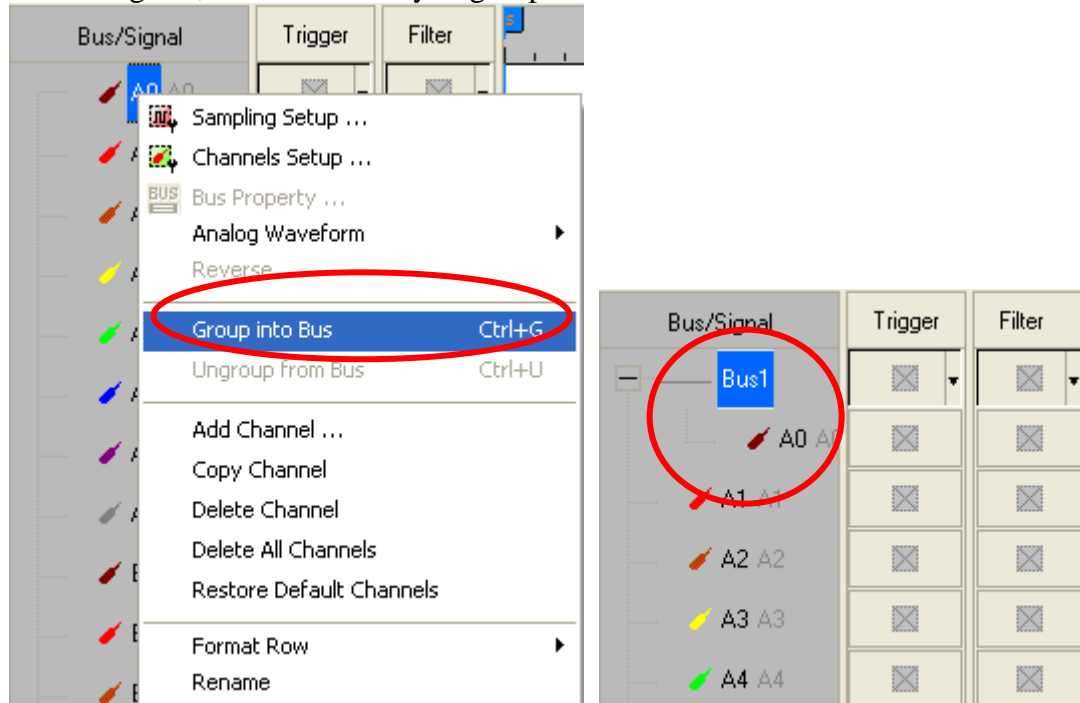 Bus/Signal Trigger Filter
A0 A0
Sampling Setup ...
Channels Setup ...
BUS Bus Property ...
Analog Waveform
Reverse
Group into Bus Ctrl+G
Ungroup from Bus Ctrl+U
Add Channel ...
Copy Channel
Delete Channel
Delete All Channels
Restore Default Channels
Format Row
Rename
Bus/Signal Trigger Filter
Bus1
A0 A0
A1 A1
A2 A2
A3 A3
A4 A4